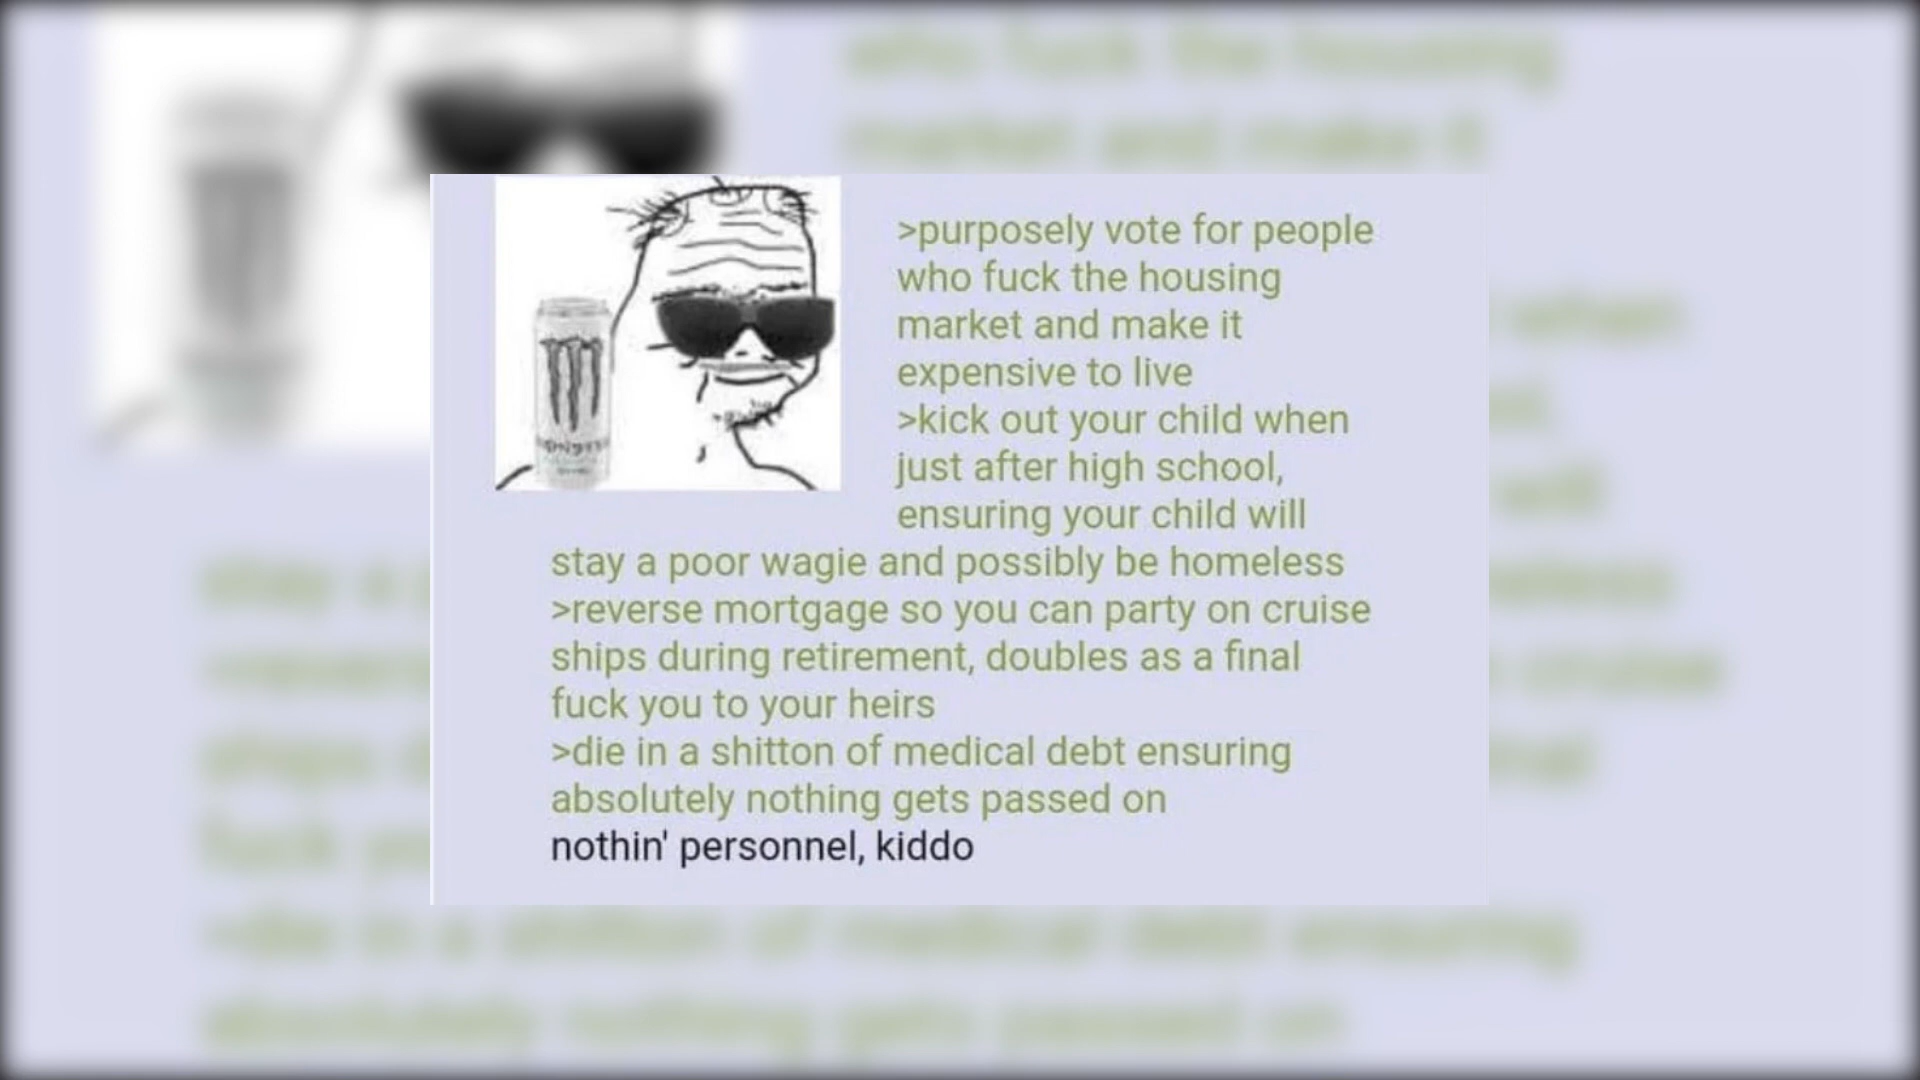 >purposely vote for people
who fuck the housing
market and make it
expensive to live
>kick out your child when
just after high school,
ensuring your child will
stay a poor wagie and possibly be homeless
>reverse mortgage so you can party on cruise
ships during retirement, doubles as a final
fuck you to your heirs
>die in a shitton of medical debt ensuring
absolutely nothing gets passed on
nothin' personnel, kiddo